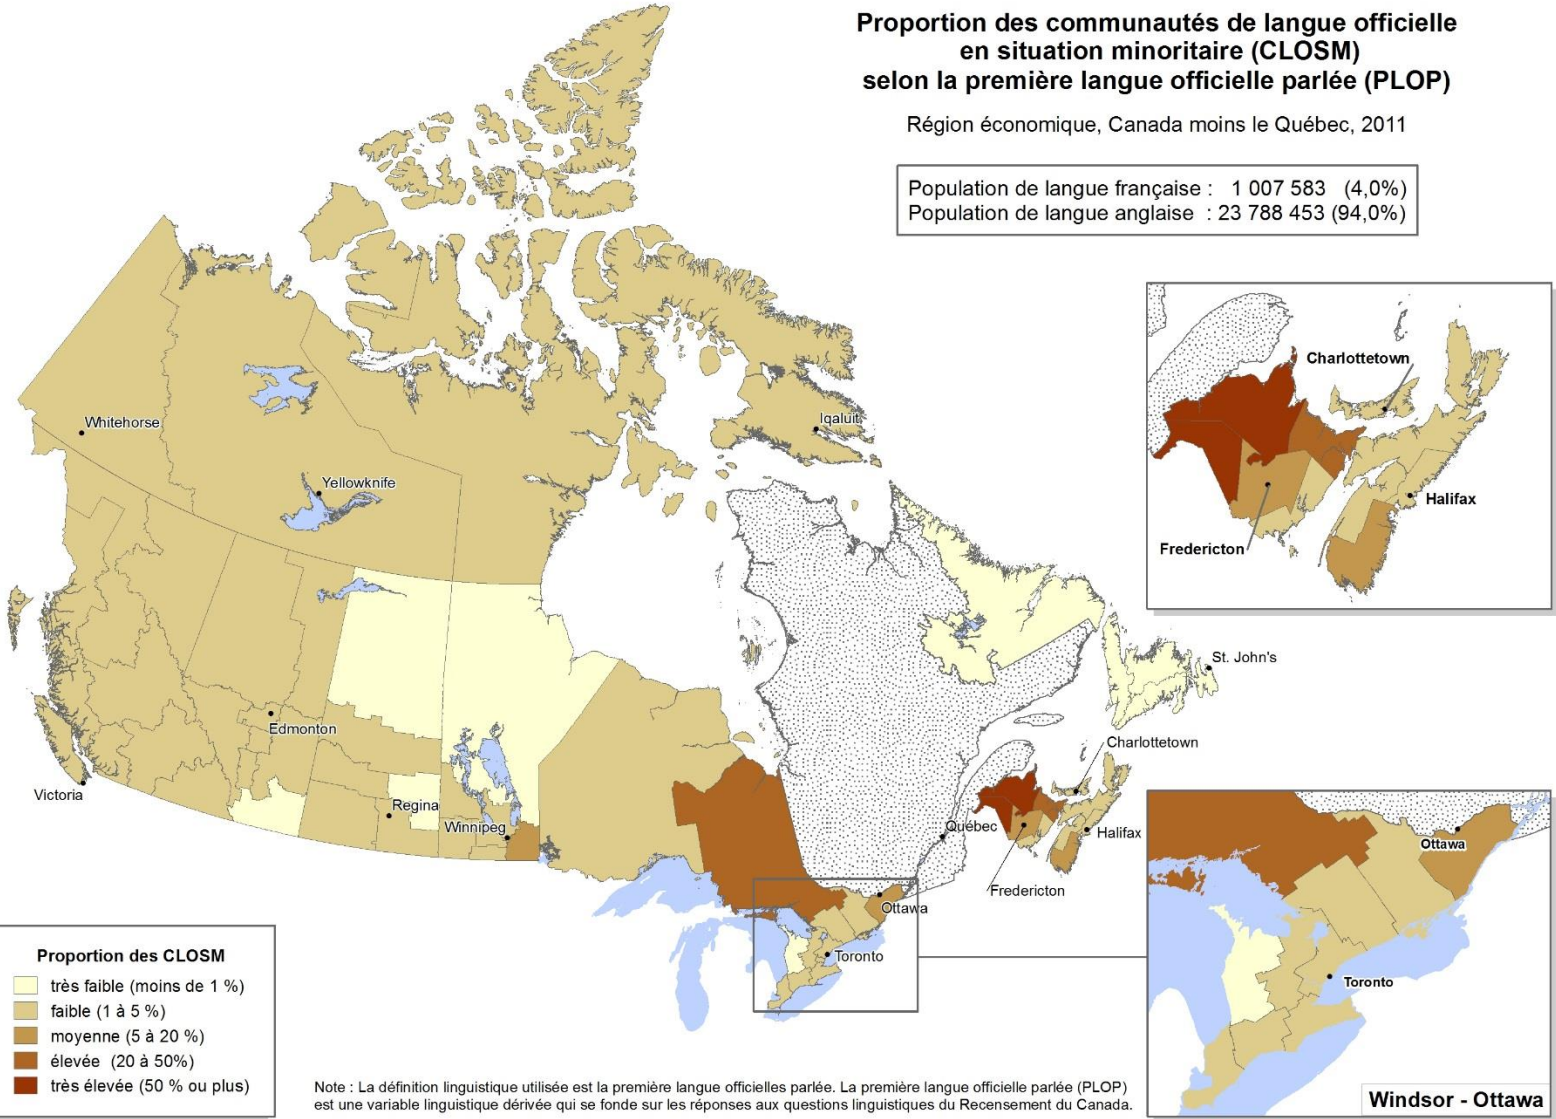 Proportion des communautés de langue officielle
en situation minoritaire (CLOSM)
selon la première langue officielle parlée (PLOP)
Région économique, Canada moins le Québec, 2011
Population de langue française : 1 007 583 (4,0%)
Population de langue anglaise : 23 788 453 (94,0%)
Charlottetown
Halifax
Fredericton
Whitehorse
Iqaluit
Yellowknife
St. John's
Edmonton
Charlottetown
Victoria
Regina
Winnipeg
Québec
Halifax
Fredericton
Ottawa
Toronto
Ottawa
Toronto
Windsor - Ottawa
Proportion des CLOSM
très faible (moins de 1 %)
faible (1 à 5 %)
moyenne (5 à 20 %)
élevée (20 à 50%)
très élevée (50 % ou plus)
Note : La définition linguistique utilisée est la première langue officielles parlée. La première langue officielle parlée (PLOP)
est une variable linguistique dérivée qui se fonde sur les réponses aux questions linguistiques du Recensement du Canada.